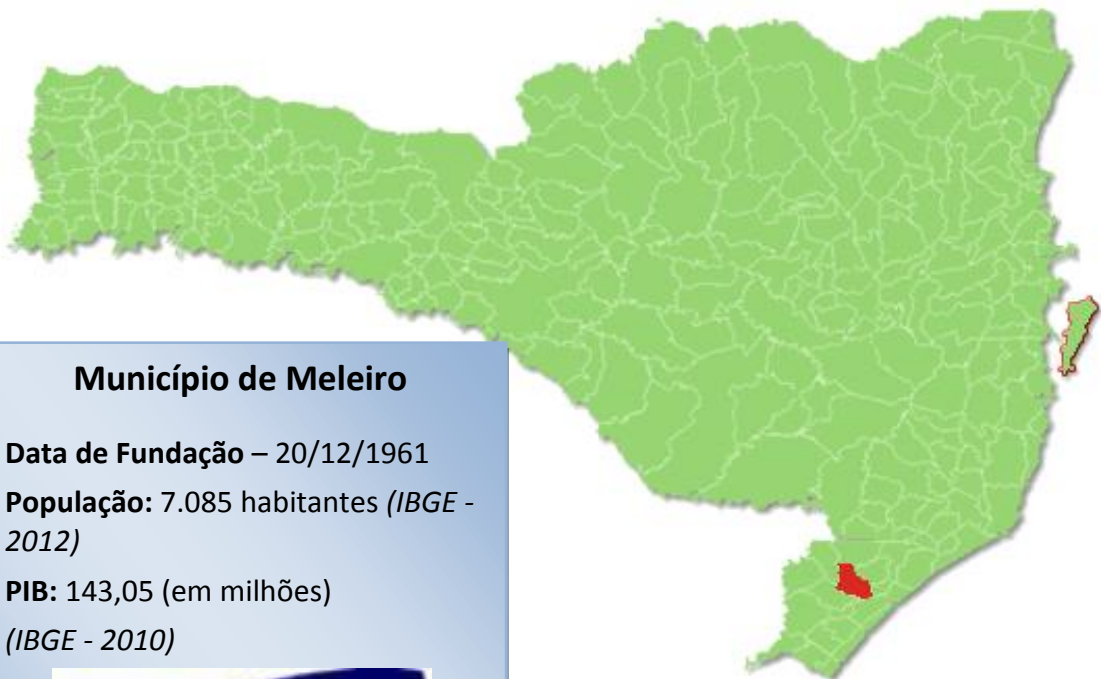 Município de Meleiro
Data de Fundação – 20/12/1961
População: 7.085 habitantes (IBGE -
2012)
PIB: 143,05 (em milhões)
(IBGE - 2010)